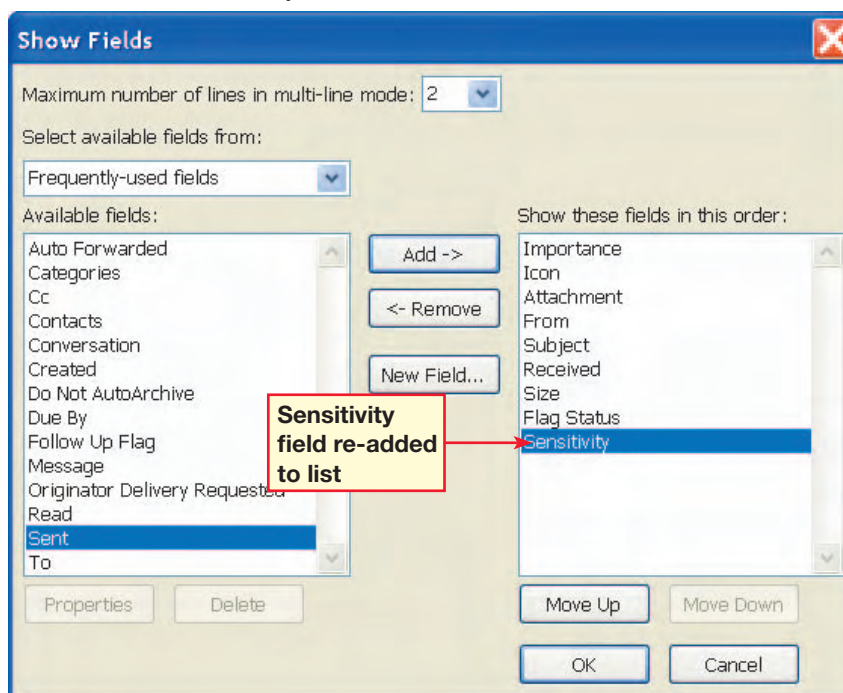 Show Fields
Maximum number of lines in multi-line mode: 2
Select available fields from:
Frequently-used fields
Available fields:
Auto Forwarded
Categories
Cc
Contacts
Conversation
Created
Do Not AutoArchive
Due By
Follow Up Flag
Message
Originator Delivery Requested
Read
Sent
To
Properties
Delete
Add ->
<- Remove
New Field...
Sensitivity
field re-added
to list
Show these fields in this order:
Importance
Icon
Attachment
From
Subject
Received
Size
Flag Status
Sensitivity
Move Up
Move Down
OK
Cancel